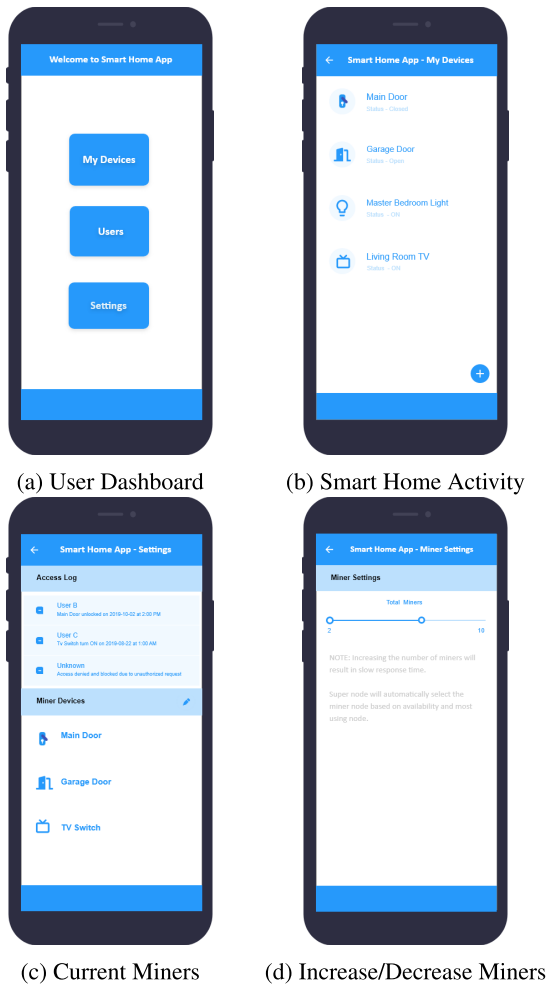 Welcome to Smart Home App
My Devices
Users
Settings
(a) User Dashboard
Smart Home App - My Devices
Main Door
Status - Closed
Garage Door
Status - Open
Master Bedroom Light
Status - ON
Living Room TV
Status - ON
(b) Smart Home Activity
Smart Home App - Settings
Access Log
User B
Main Door unlocked on 2019-10-02 at 2:50 PM
User C
Tv Switch turn ON on 2019-08-22 at 1:00 AM
Unknown
Access denied and blocked due to unauthorized request
Miner Devices
Main Door
Garage Door
TV Switch
(c) Current Miners
Smart Home App - Miner Settings
Miner Settings
Total Miners
2
10
NOTE: Increasing the number of miners will
result in slow response time.
Super node will automatically select the
miner node based on availability and most
using node.
(d) Increase/Decrease Miners